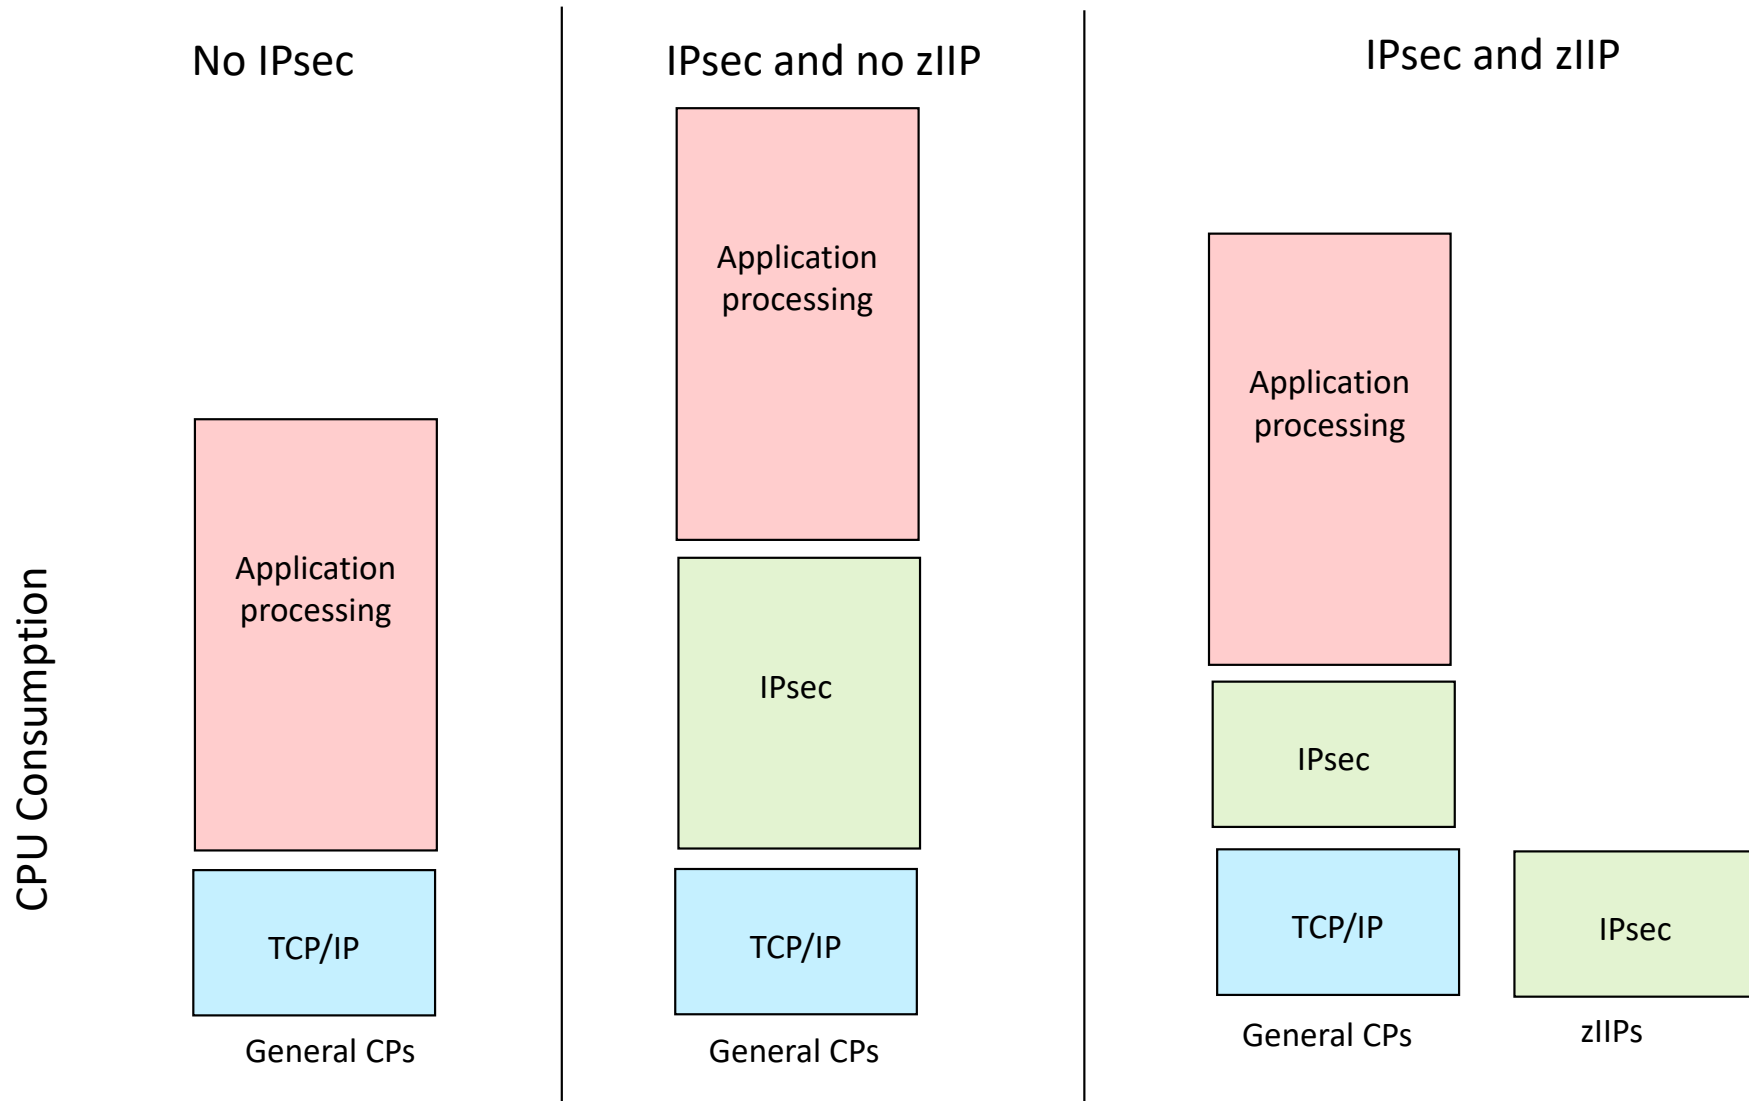 No IPsec
IPsec and no zIIP
IPsec and zIIP
CPU Consumption
Application
processing
TCP/IP
General CPs
Application
processing
IPsec
TCP/IP
General CPs
Application
processing
IPsec
TCP/IP
General CPs
IPsec
zIIPs